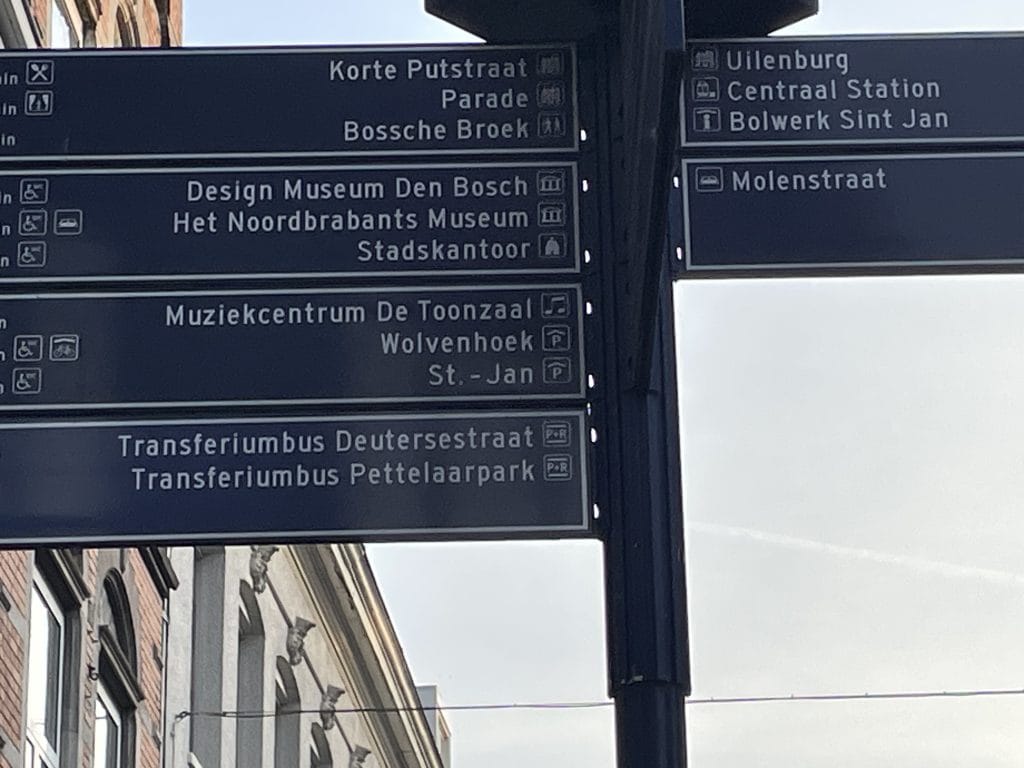 Korte Putstraat
Parade
Bossche Broek
Design Museum Den Bosch
Het Noordbrabants Museum
Stadskantoor
Muziekcentrum De Toonzaal
Wolvenhoek P
St.-Jan P
Transferiumbus Deutersestraat P+R
Transferiumbus Pettelaarpark P+R
Uilenburg
Centraal Station
Bolwerk Sint Jan
Molenstraat